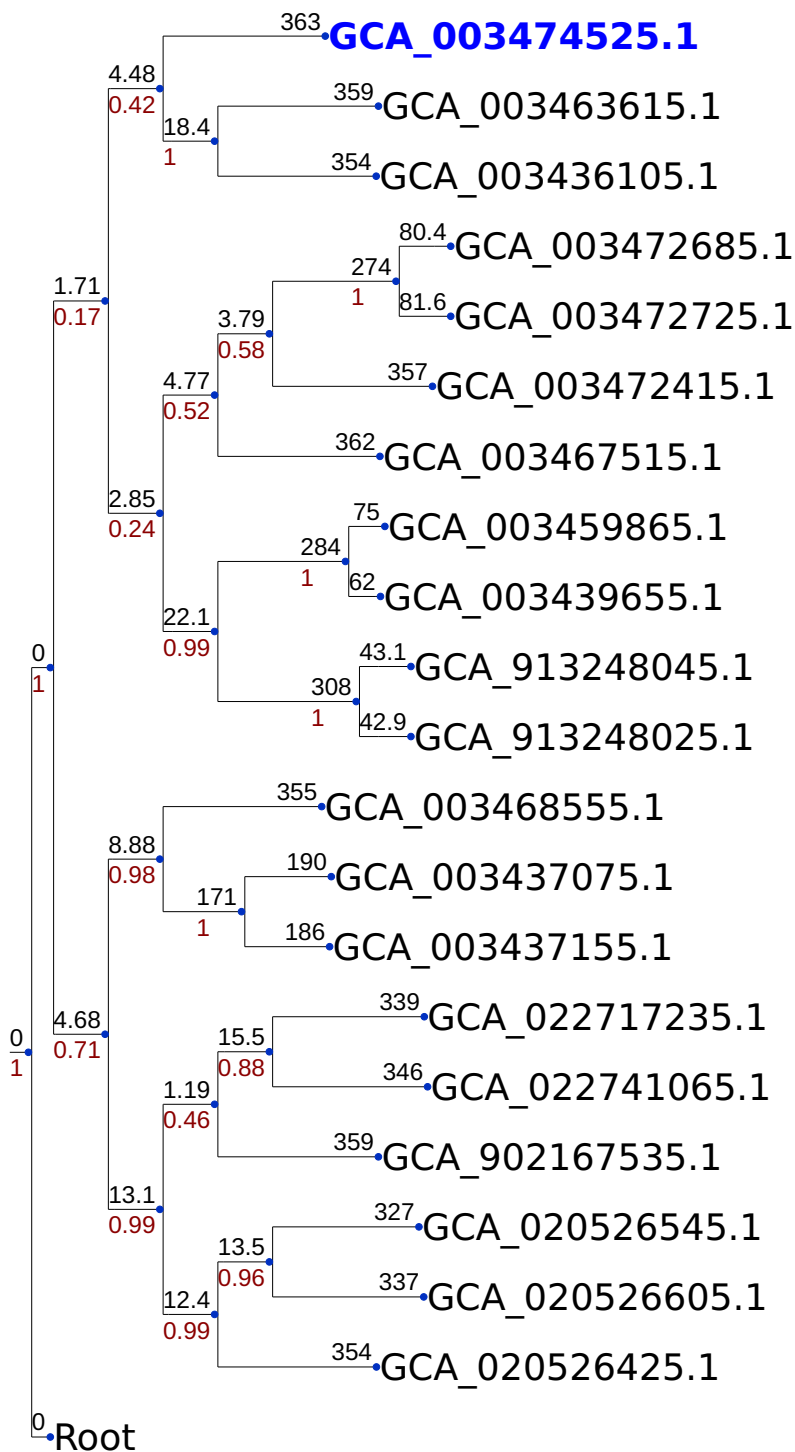 363 GCA_003474525.1
4.48
0.42
359 GCA_003463615.1
18.4
1
354 GCA_003436105.1
80.4 GCA_003472685.1
274
1
1.71
0.17
81.6 GCA_003472725.1
3.79
0.58
357 GCA_003472415.1
4.77
0.52
362 GCA_003467515.1
2.85
0.24
75 GCA_003459865.1
284
1
62 GCA_003439655.1
22.1
0.99
0
1
43.1 GCA_913248045.1
308
1
42.9 GCA_913248025.1
355 GCA_003468555.1
8.88
0.98
190 GCA_003437075.1
171
1
186 GCA_003437155.1
339 GCA_022717235.1
4.68
0.71
0
1
15.5
0.88
346 GCA_022741065.1
1.19
0.46
359 GCA_902167535.1
13.1
0.99
327 GCA_020526545.1
13.5
0.96
337 GCA_020526605.1
12.4
0.99
354 GCA_020526425.1
0 Root